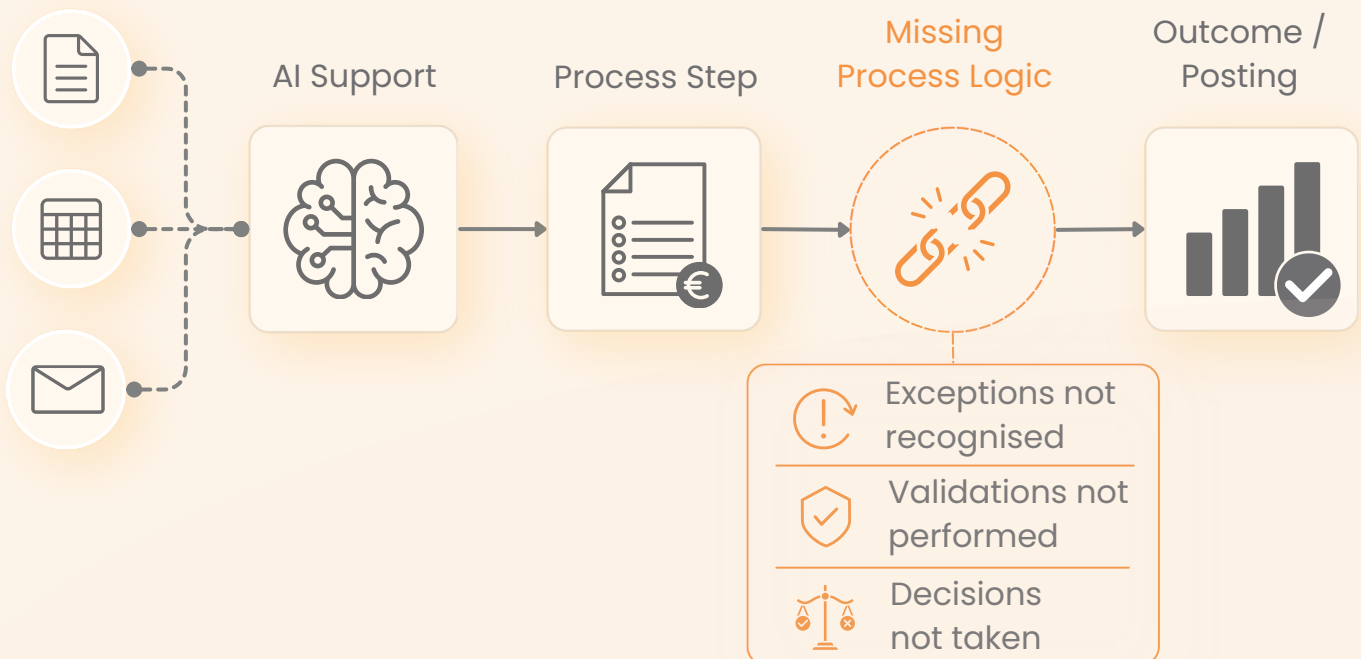 AI Support
Process Step
Missing
Process Logic
Outcome /
Posting
€
Exceptions not
recognised
Validations not
performed
Decisions
not taken